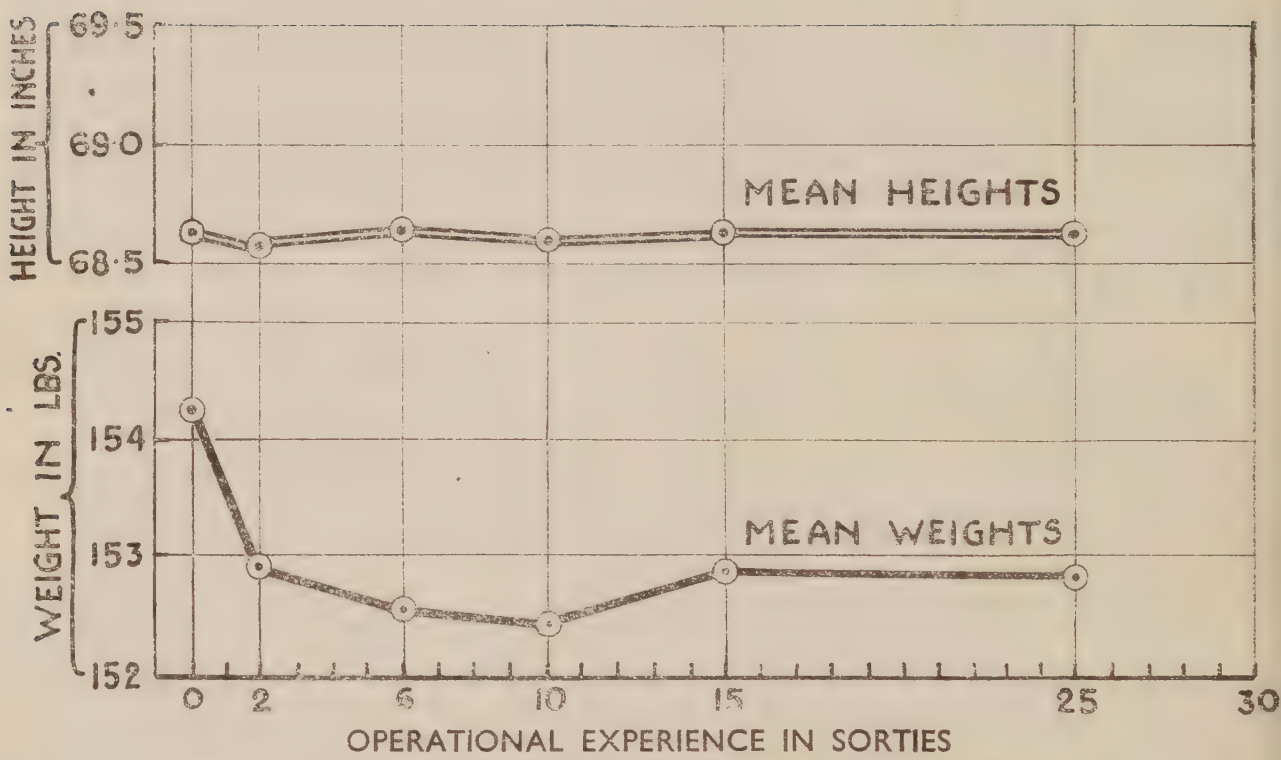 HEIGHT IN INCHES
69·5
69·0
68·5
MEAN HEIGHTS
WEIGHT IN LBS.
155
154
153
152
MEAN WEIGHTS
0 2 6 10 15 25 30
OPERATIONAL EXPERIENCE IN SORTIES